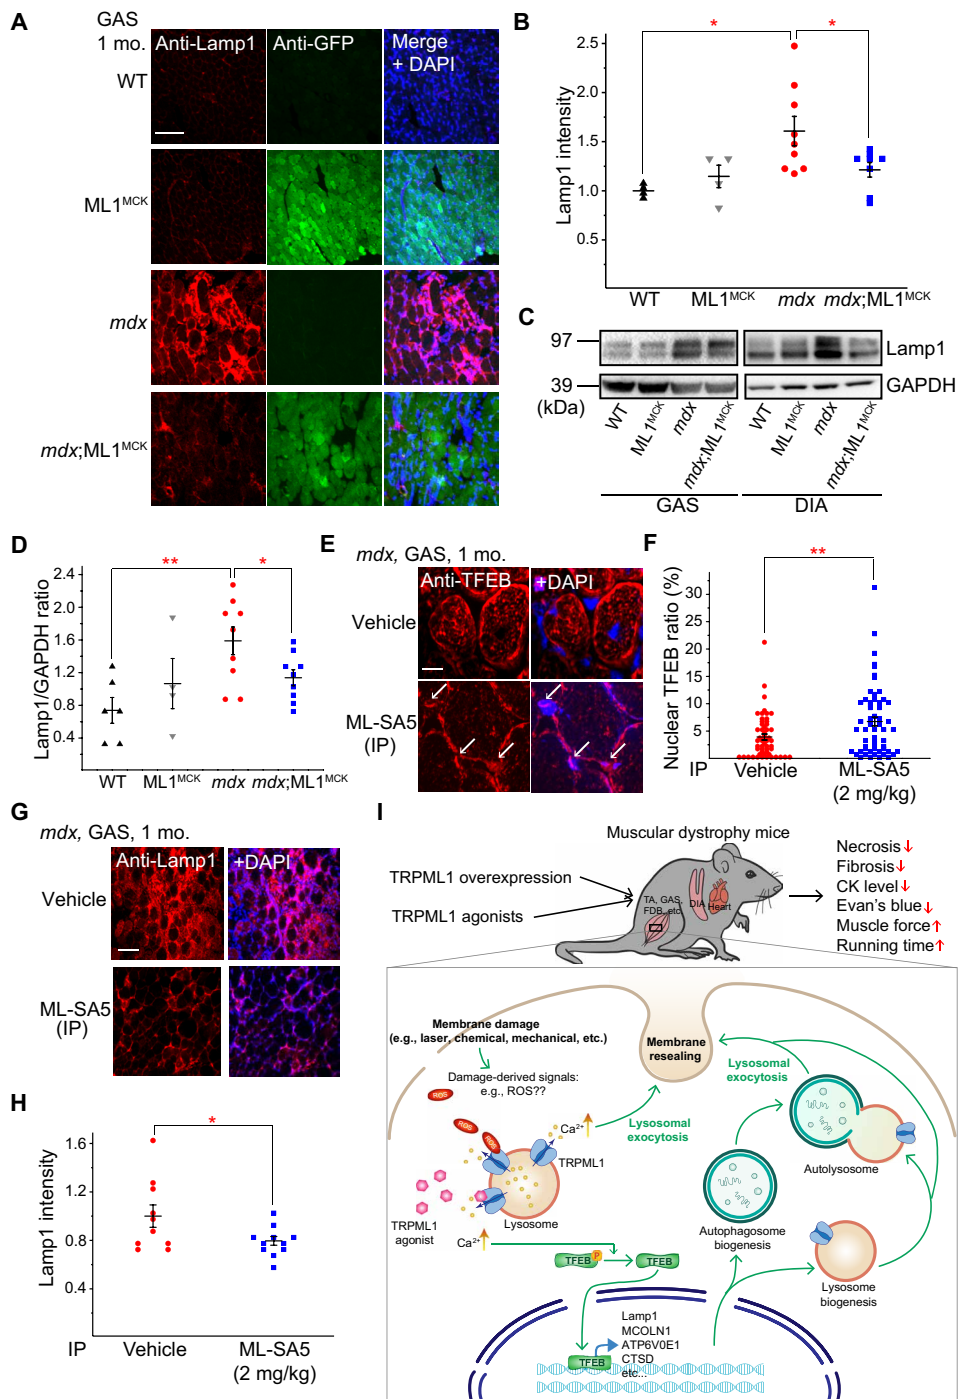 A
GAS
1 mo.
Anti-Lamp1
Anti-GFP
Merge
+ DAPI
WT
ML1MCK
mdx
mdx;ML1MCK
B
Lamp1 intensity
2.5
2.0
1.5
1.0
0.5
0.0
*
*
WT
ML1MCK
mdx
mdx;ML1MCK
C
97
39
(kDa)
Lamp1
GAPDH
WT
ML1MCK
mdx
mdx;ML1MCK
WT
ML1MCK
mdx
mdx;ML1MCK
GAS
DIA
D
Lamp1/GAPDH ratio
2.4
2.0
1.6
1.2
0.8
0.4
**
*
WT
ML1MCK
mdx
mdx;ML1MCK
E
mdx, GAS, 1 mo.
Anti-TFEB
+DAPI
Vehicle
ML-SA5
(IP)
F
Nuclear TFEB ratio (%)
30
25
20
15
10
5
**
IP
Vehicle
ML-SA5
(2 mg/kg)
G
mdx, GAS, 1 mo.
Anti-Lamp1
+DAPI
Vehicle
ML-SA5
(IP)
H
Lamp1 intensity
1.6
1.2
0.8
0.4
*
IP
Vehicle
ML-SA5
(2 mg/kg)
I
Muscular dystrophy mice
TRPML1 overexpression
TRPML1 agonists
TA, GAS,
FDB, etc
DIA
Heart
Necrosis↓
Fibrosis↓
CK level↓
Evan's blue↓
Muscle force↑
Running time↑
Membrane damage
(e.g., laser, chemical, mechanical, etc.)
Damage-derived signals:
e.g., ROS??
ROS
ROS
ROS
Membrane
resealing
Lysosomal
exocytosis
Ca2+
TRPML1
Lysosome
TRPML1
agonist
Ca2+
TFEB
P
TFEB
TFEB
Lamp1
MCOLN1
ATP6V0E1
CTSD
etc...
Lysosomal
exocytosis
Autolysosome
Autophagosome
biogenesis
Lysosome
biogenesis